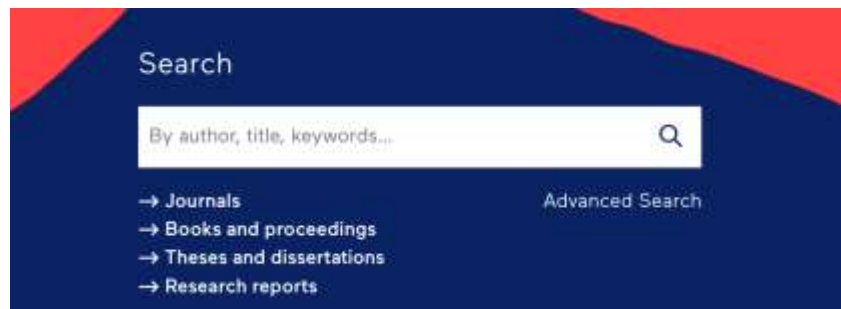 Search
By author, title, keywords...
→ Journals
Advanced Search
→ Books and proceedings
→ Theses and dissertations
→ Research reports